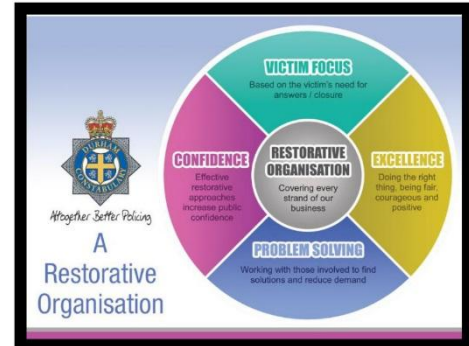 DURHAM
CONSTABULARY
Altogether Better Policing
A
Restorative
Organisation
VICTIM FOCUS
Based on the victim's need for
answers / closure
CONFIDENCE
Effective
restorative
approaches
increase public
confidence
RESTORATIVE
ORGANISATION
Covering every
strand of our
business
EXCELLENCE
Doing the right
thing, being fair,
courageous and
positive
PROBLEM SOLVING
Working with those involved to find
solutions and reduce demand